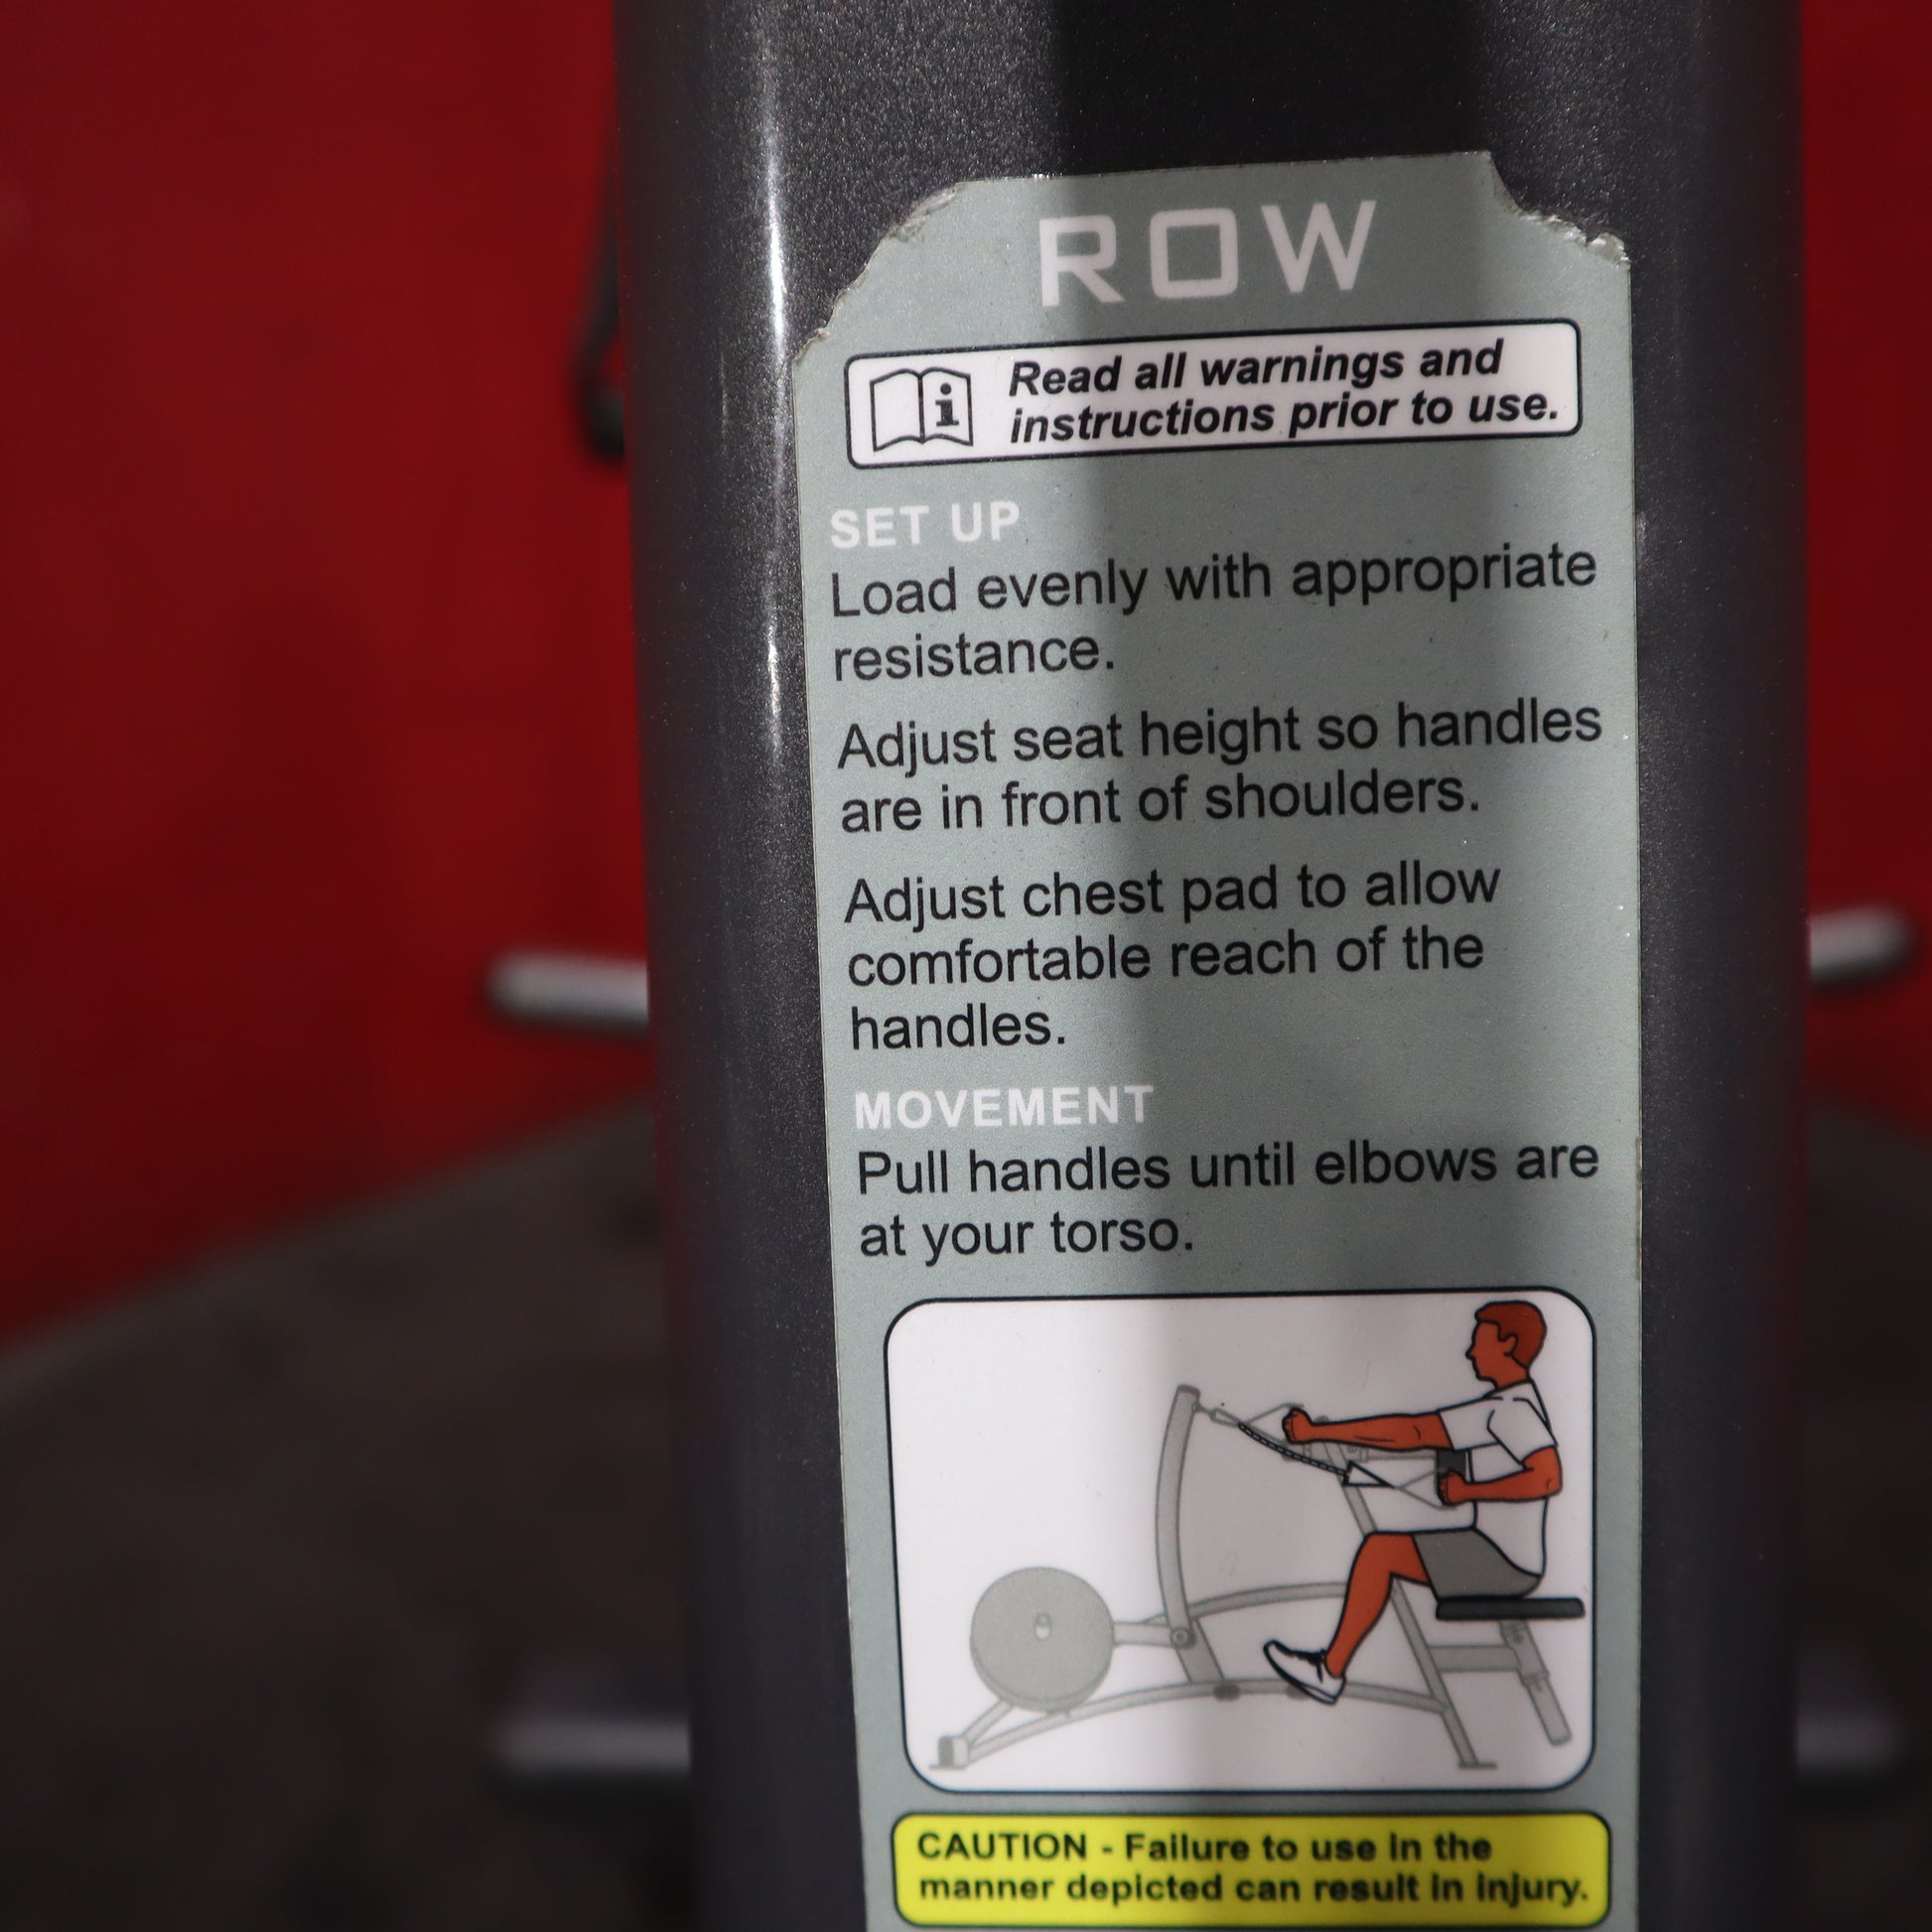 ROW
Read all warnings and
instructions prior to use.
SET UP
Load evenly with appropriate
resistance.
Adjust seat height so handles
are in front of shoulders.
Adjust chest pad to allow
comfortable reach of the
handles.
MOVEMENT
Pull handles until elbows are
at your torso.
CAUTION - Failure to use in the
manner depicted can result in injury.